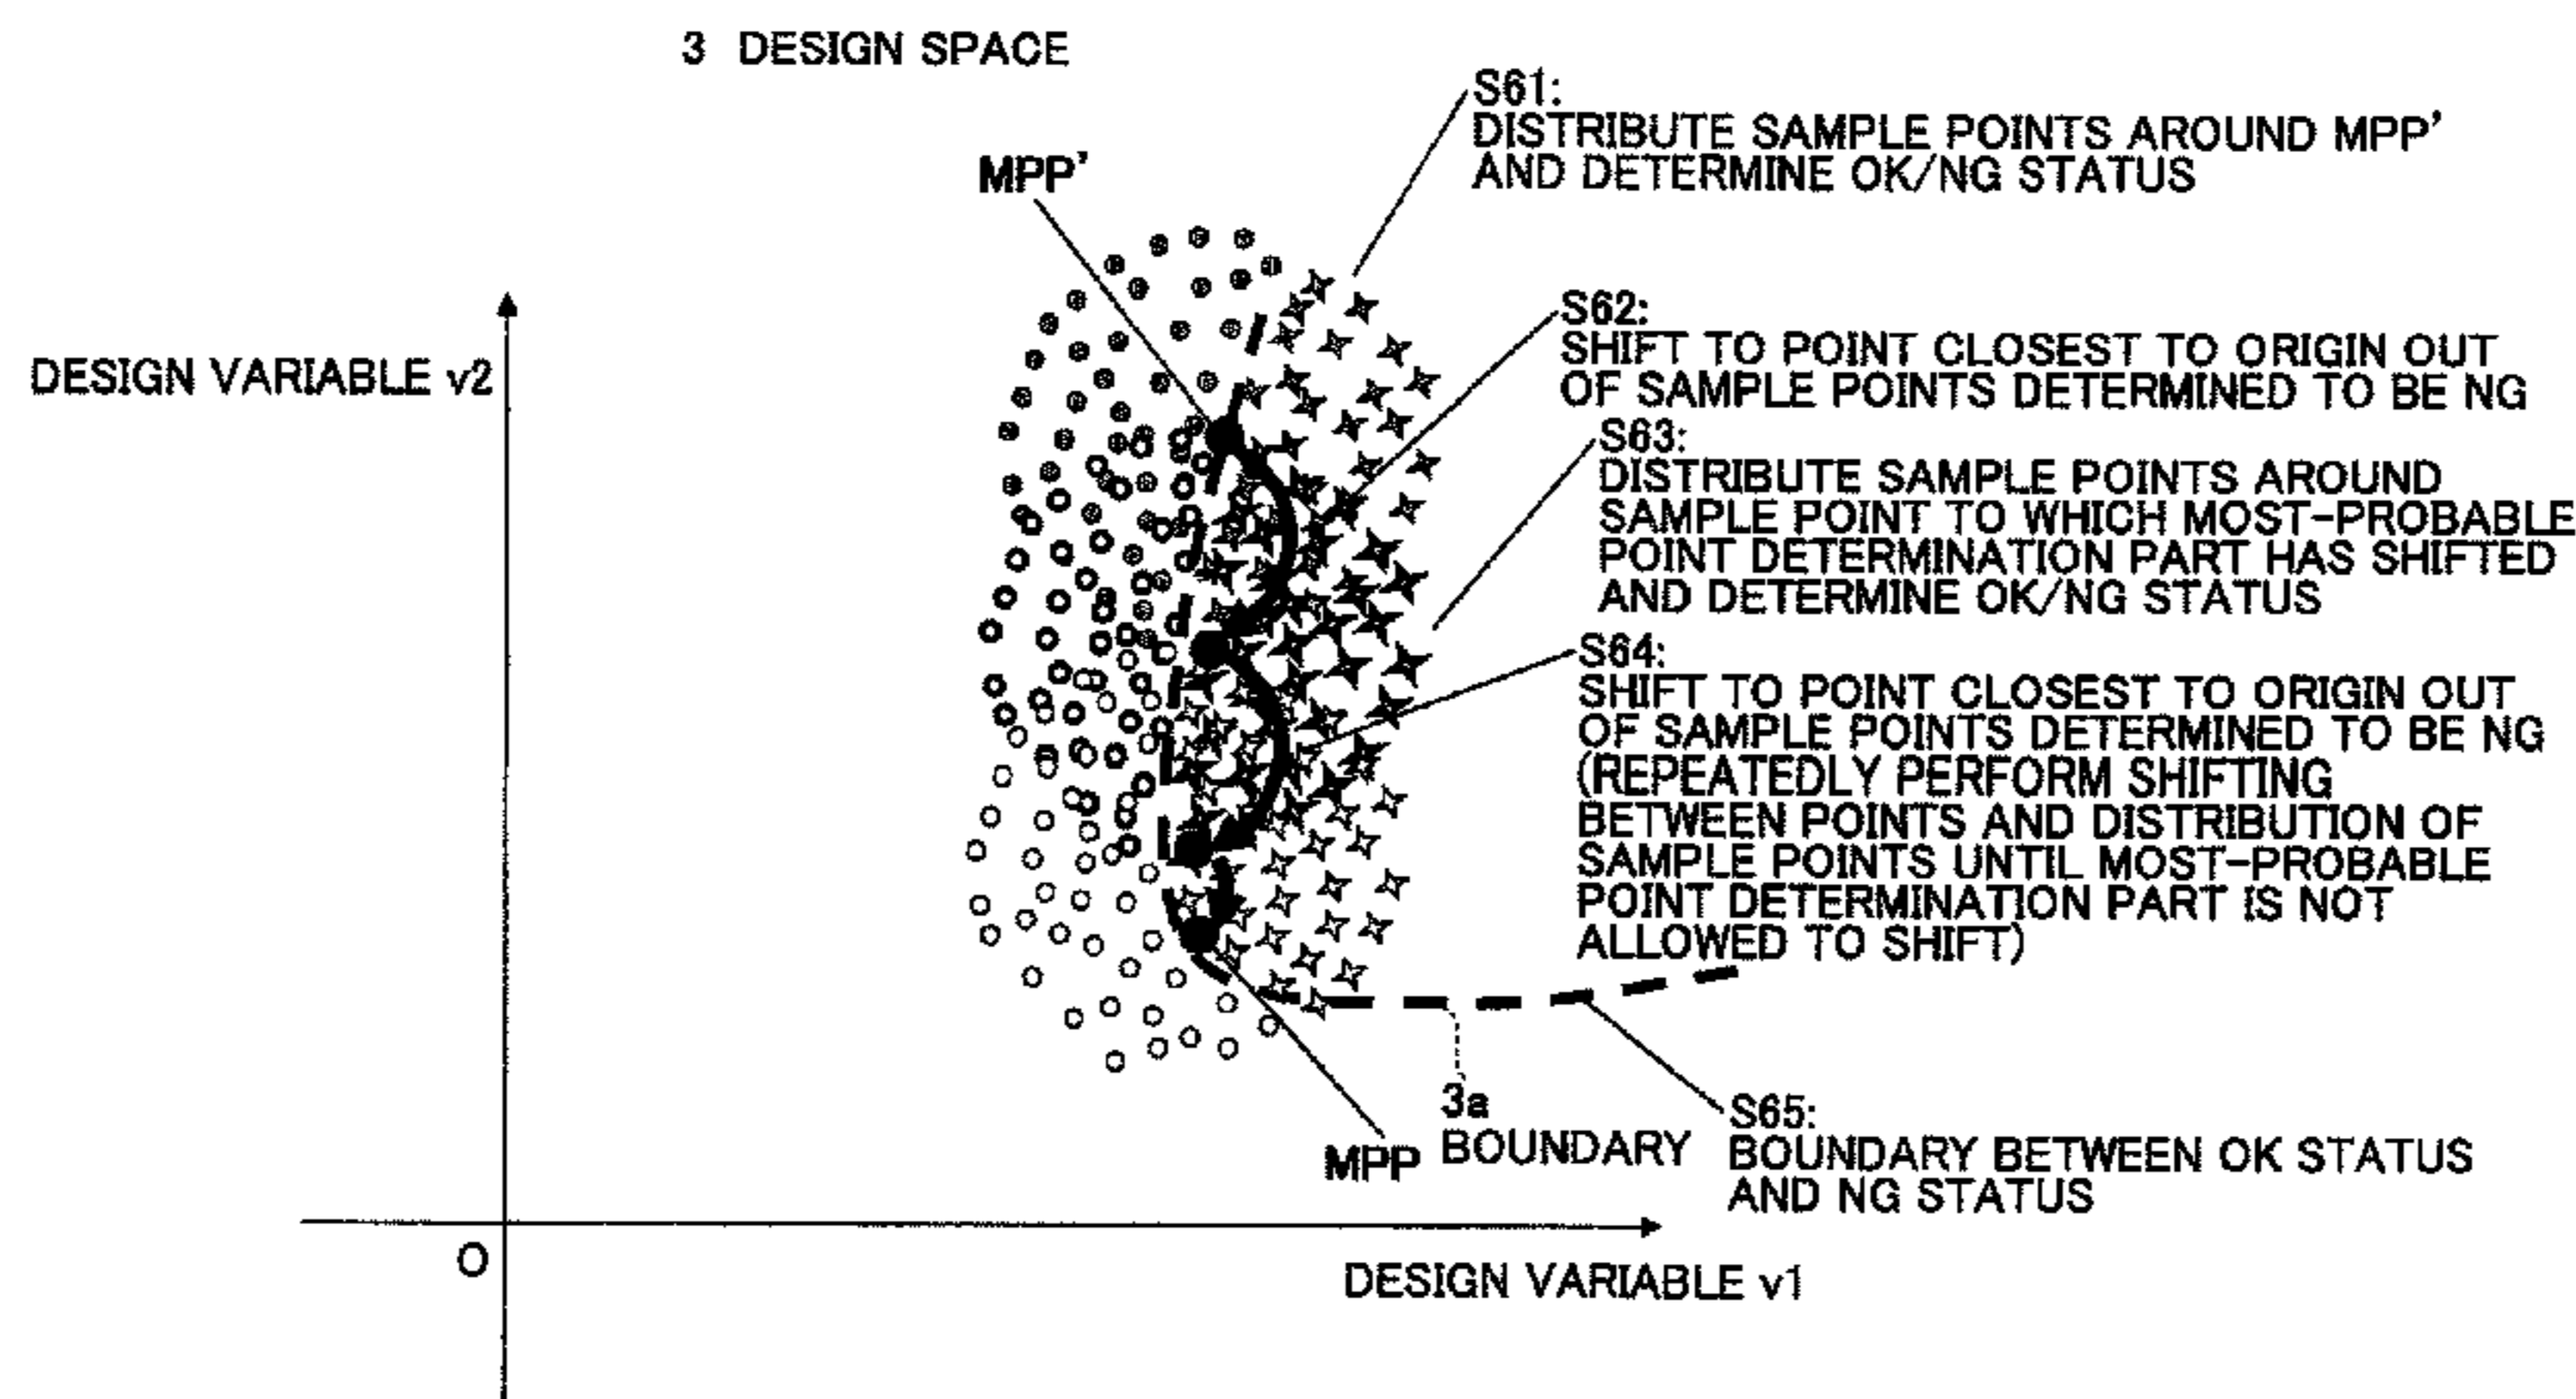 3 DESIGN SPACE
MPP'
S61:
DISTRIBUTE SAMPLE POINTS AROUND MPP'
AND DETERMINE OK/NG STATUS
S62:
SHIFT TO POINT CLOSEST TO ORIGIN OUT
OF SAMPLE POINTS DETERMINED TO BE NG
DESIGN VARIABLE v2
S63:
DISTRIBUTE SAMPLE POINTS AROUND
SAMPLE POINT TO WHICH MOST-PROBABLE
POINT DETERMINATION PART HAS SHIFTED
AND DETERMINE OK/NG STATUS
S64:
SHIFT TO POINT CLOSEST TO ORIGIN OUT
OF SAMPLE POINTS DETERMINED TO BE NG
(REPEATEDLY PERFORM SHIFTING
BETWEEN POINTS AND DISTRIBUTION OF
SAMPLE POINTS UNTIL MOST-PROBABLE
POINT DETERMINATION PART IS NOT
ALLOWED TO SHIFT)
3a
BOUNDARY
MPP
S65:
BOUNDARY BETWEEN OK STATUS
AND NG STATUS
O
DESIGN VARIABLE v1